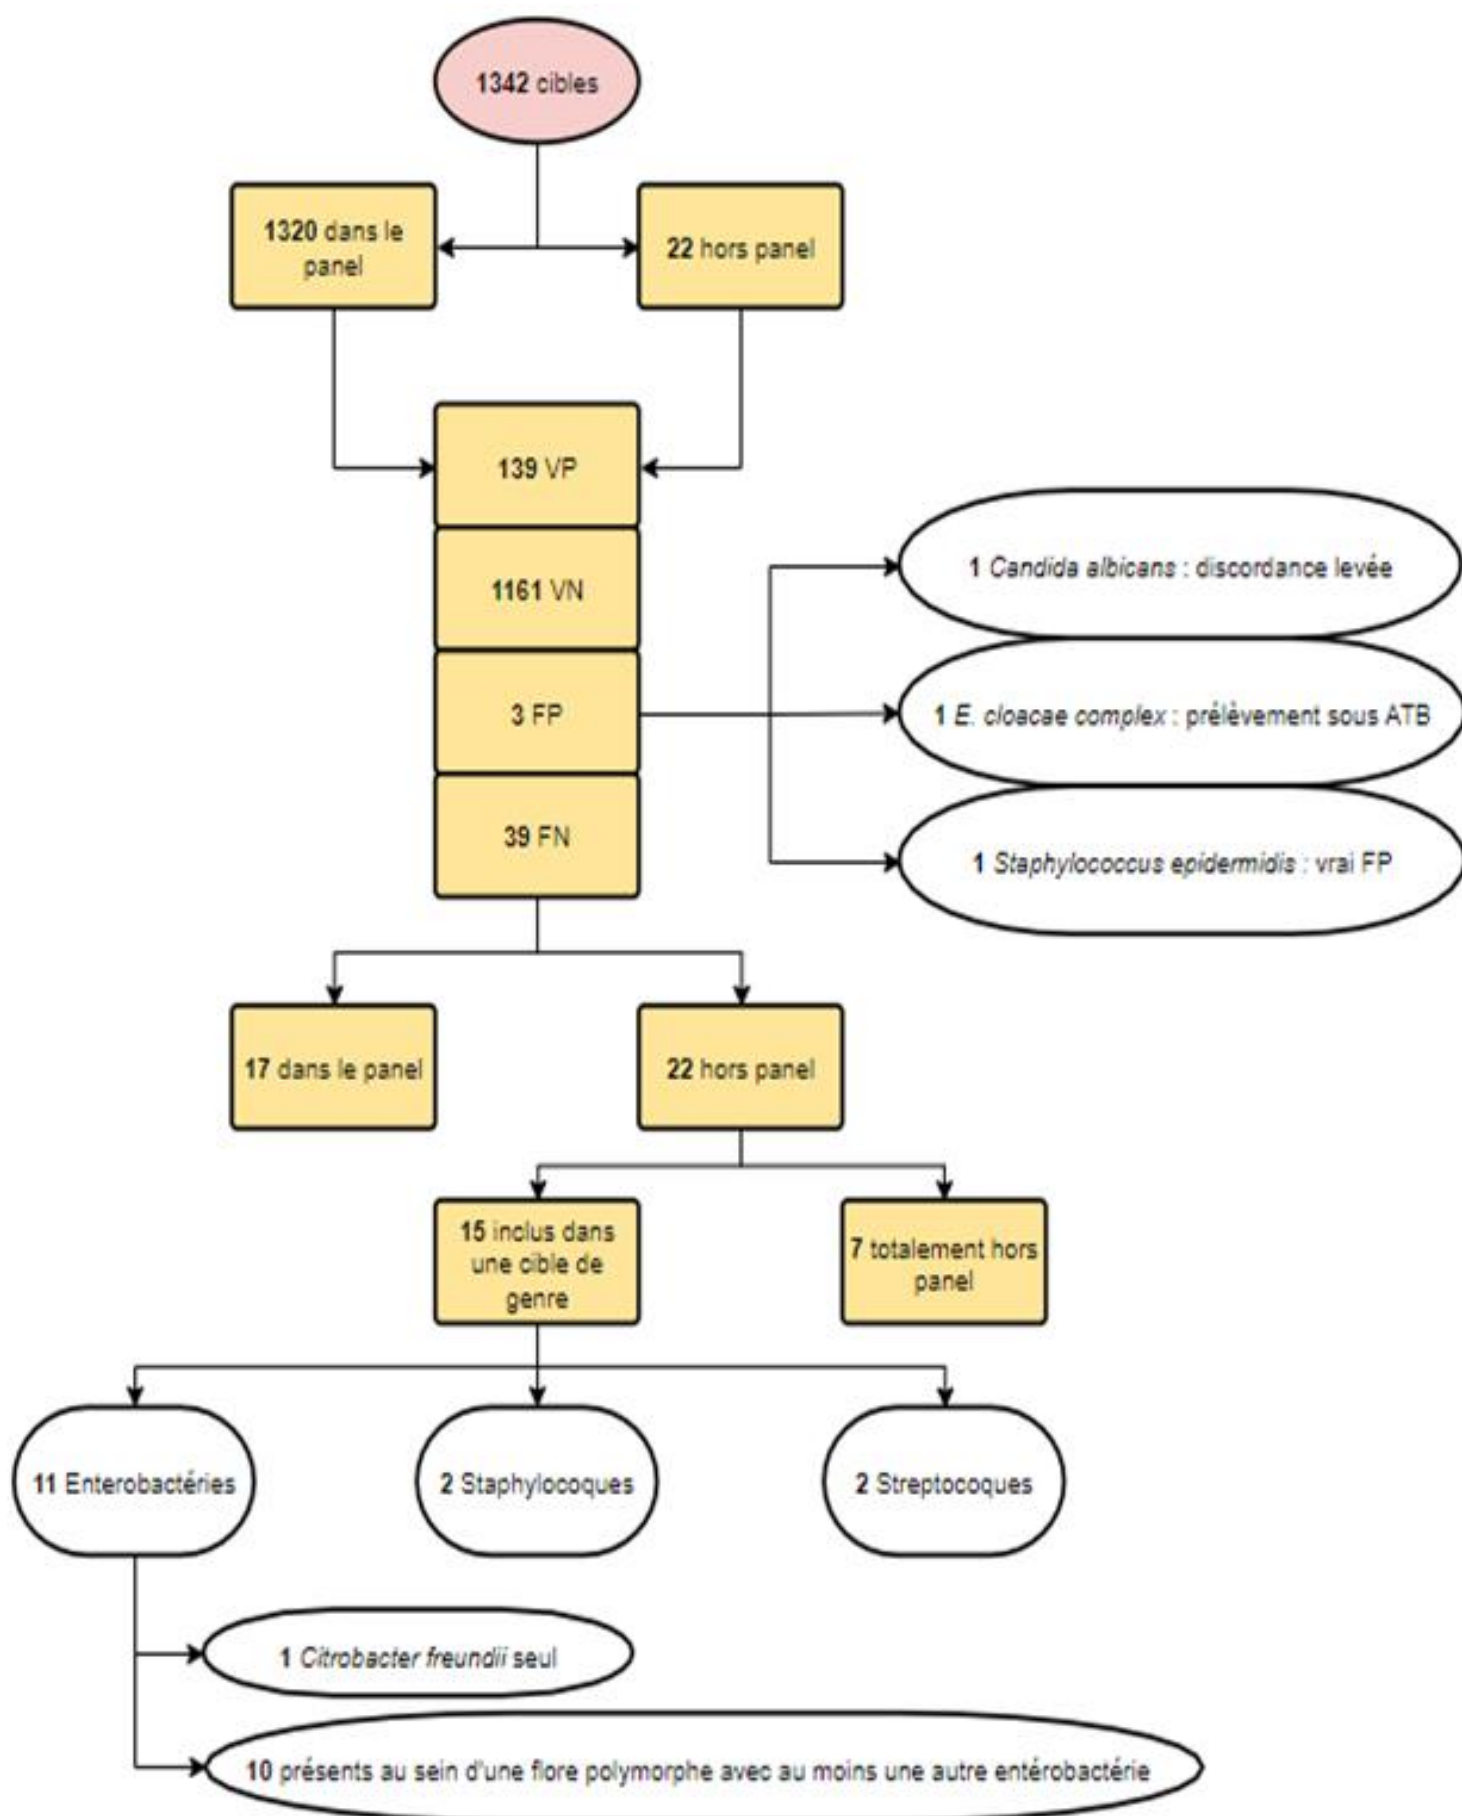 1342 cibles
1320 dans le
panel
22 hors panel
139 VP
1161 VN
3 FP
39 FN
1 Candida albicans : discordance levée
1 E. cloacae complex : prélèvement sous ATB
1 Staphylococcus epidermidis : vrai FP
17 dans le panel
22 hors panel
15 inclus dans
une cible de
genre
7 totalement hors
panel
11 Enterobactéries
2 Staphylocoques
2 Streptocoques
1 Citrobacter freundii seul
10 présents au sein d'une flore polymorphe avec au moins une autre entérobactérie